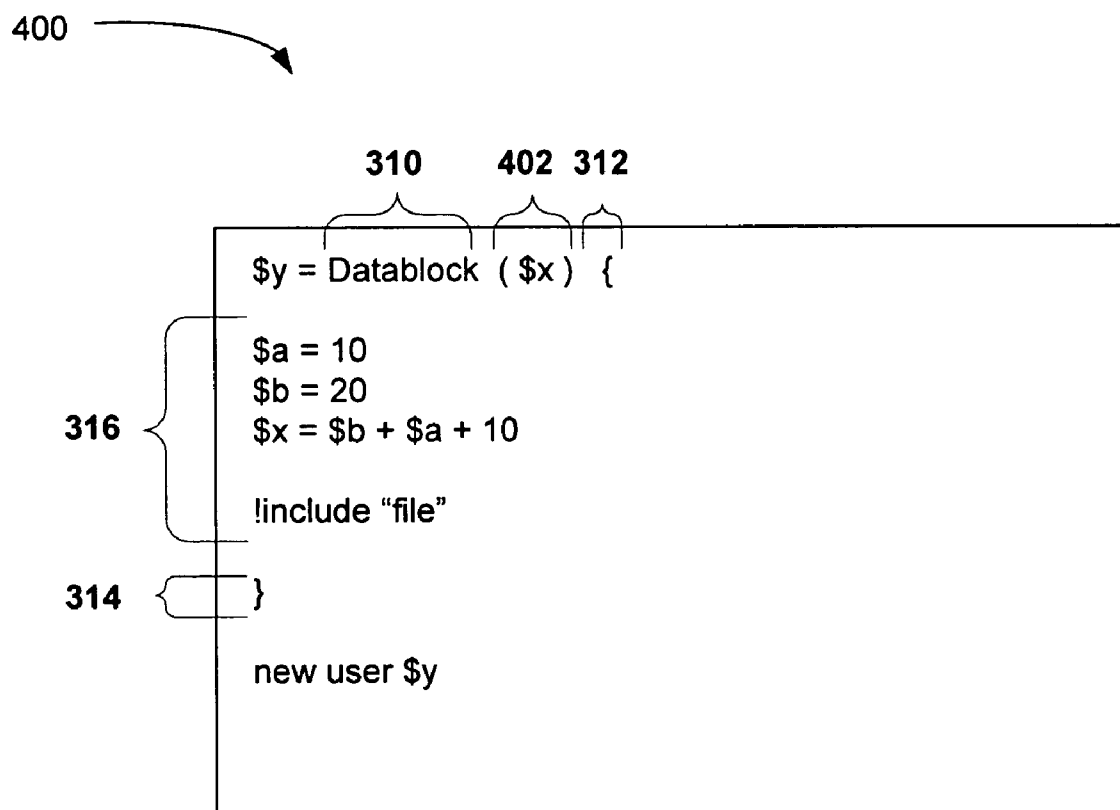 400
310 402 312
$y = Datablock ( $x ) {
$a = 10
$b = 20
$x = $b + $a + 10
316
!include “file”
314 }
new user $y